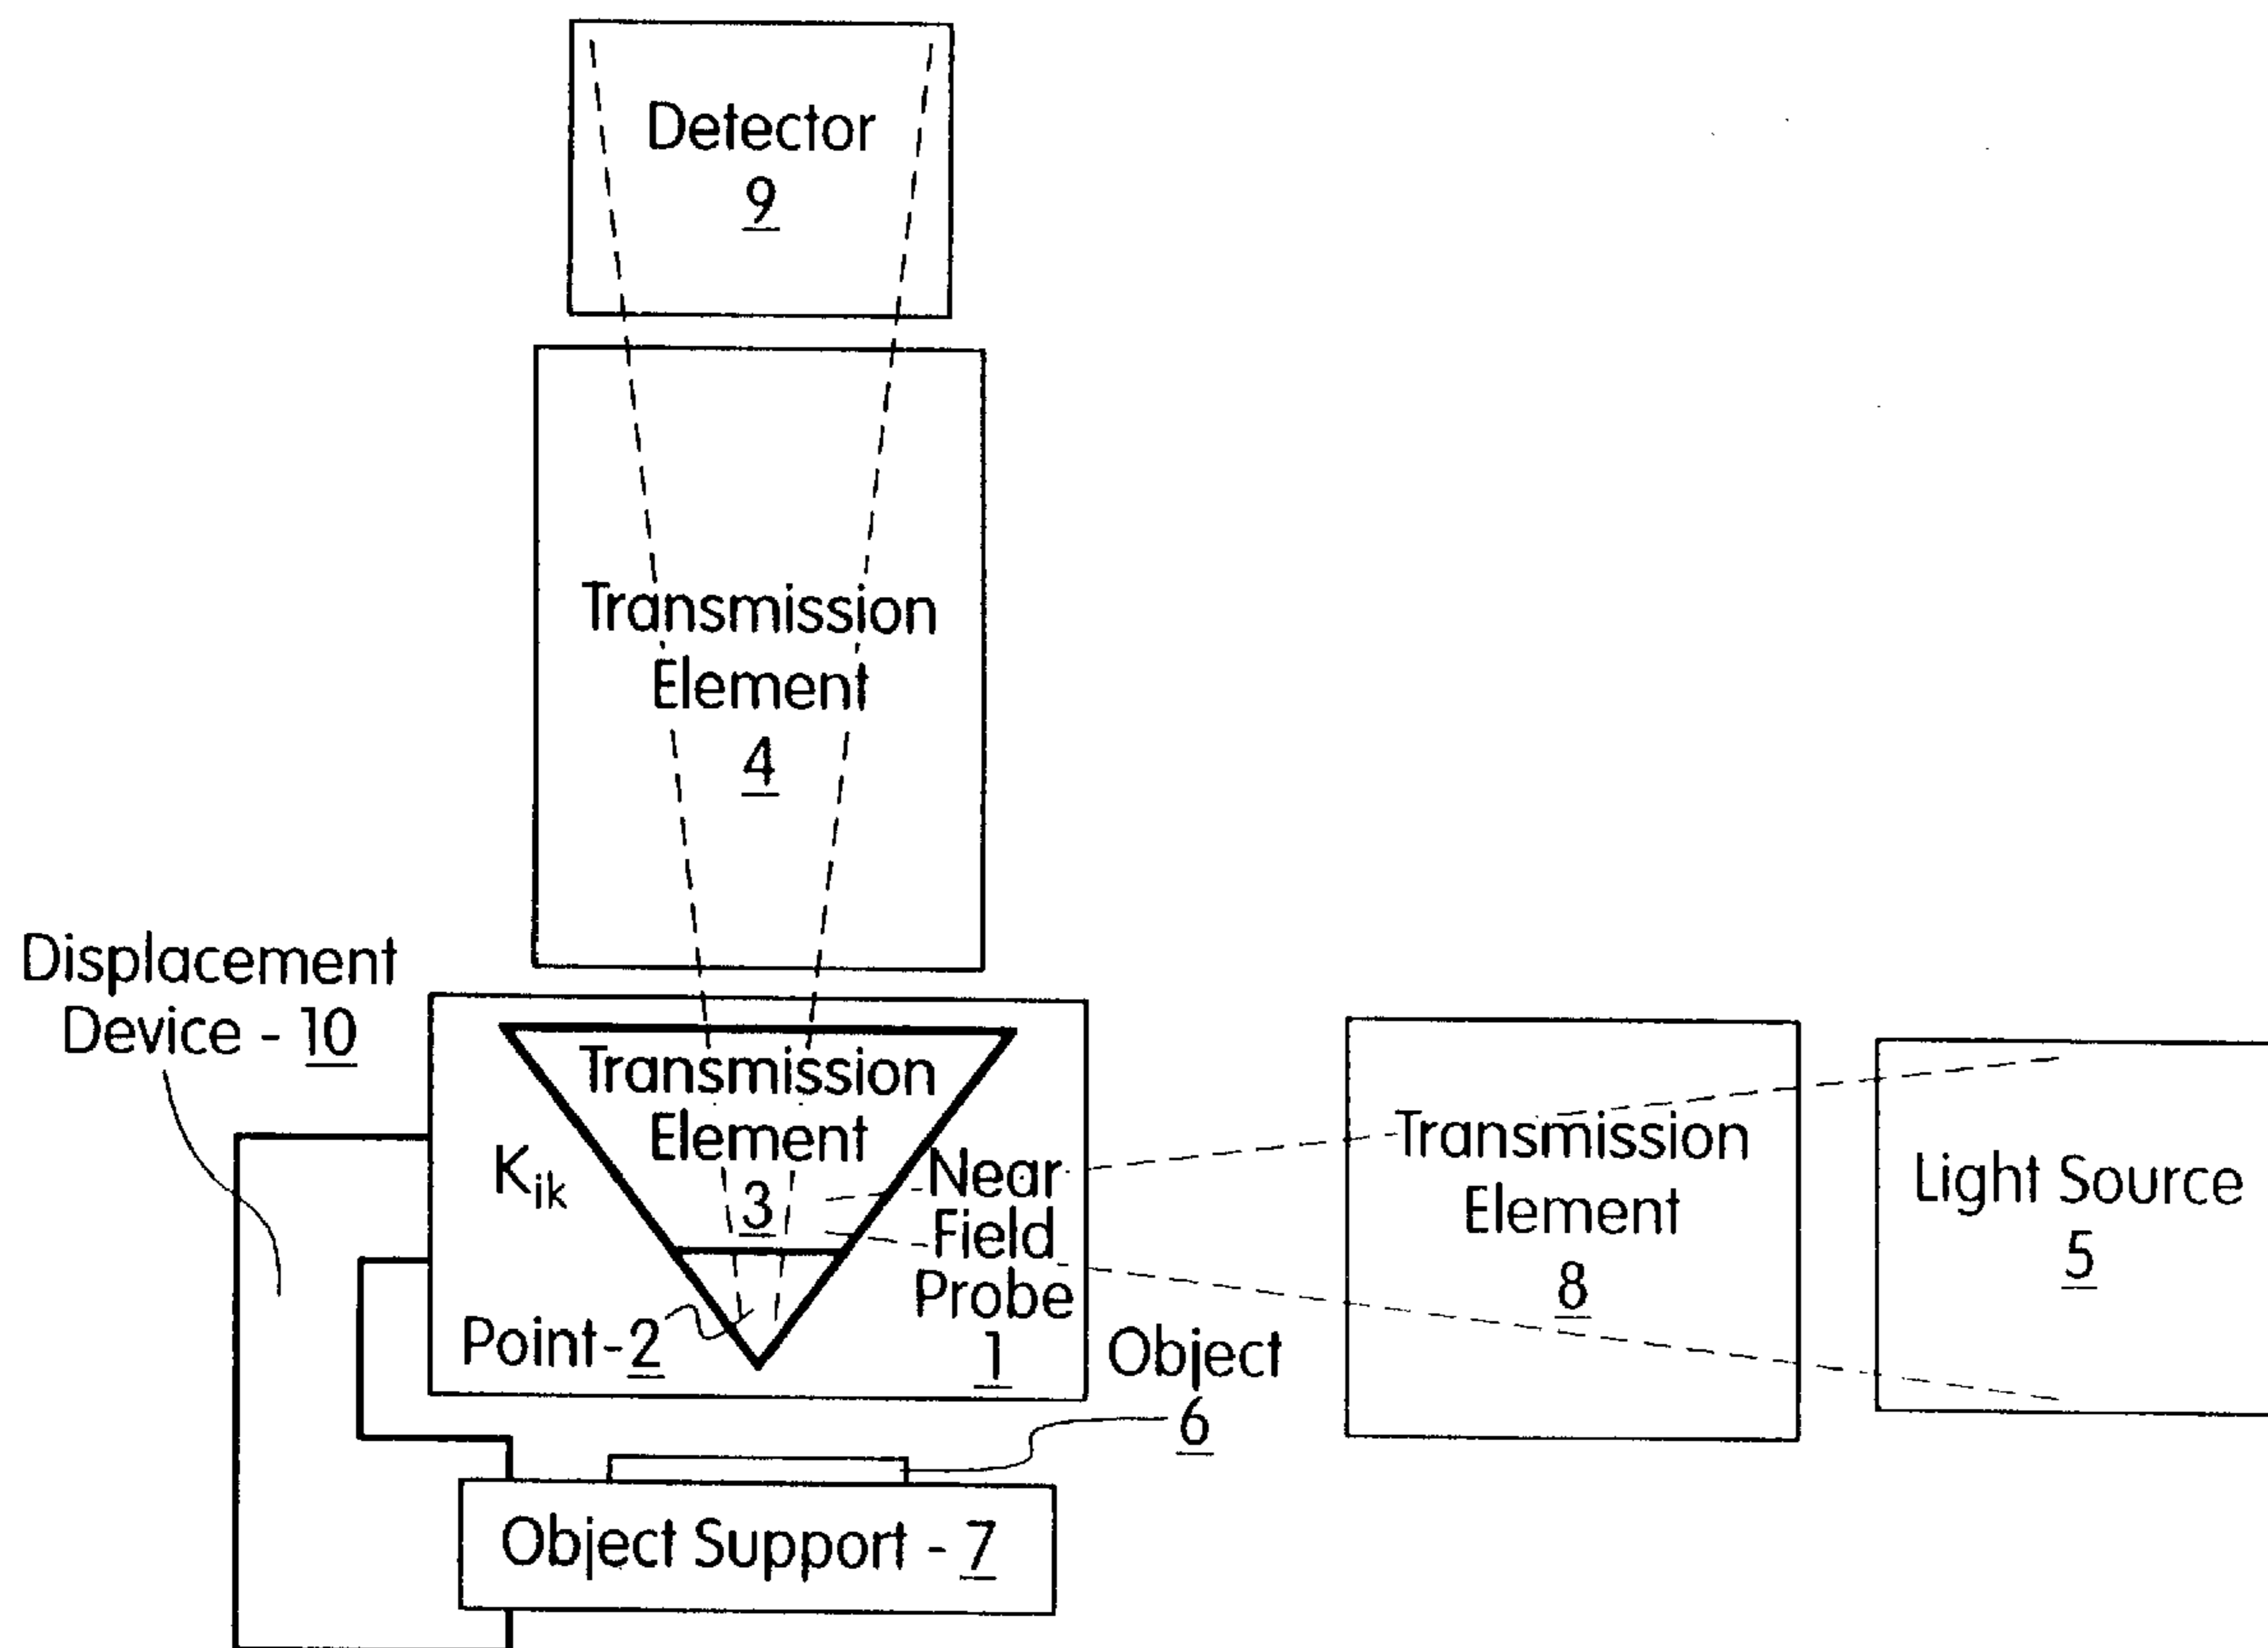 Detector
9
Transmission
Element
4
Displacement
Device - 10
Transmission
Element
3
K_ik
Near
Field
Probe
1
Point-2
Object
6
Transmission
Element
8
Light Source
5
Object Support - 7